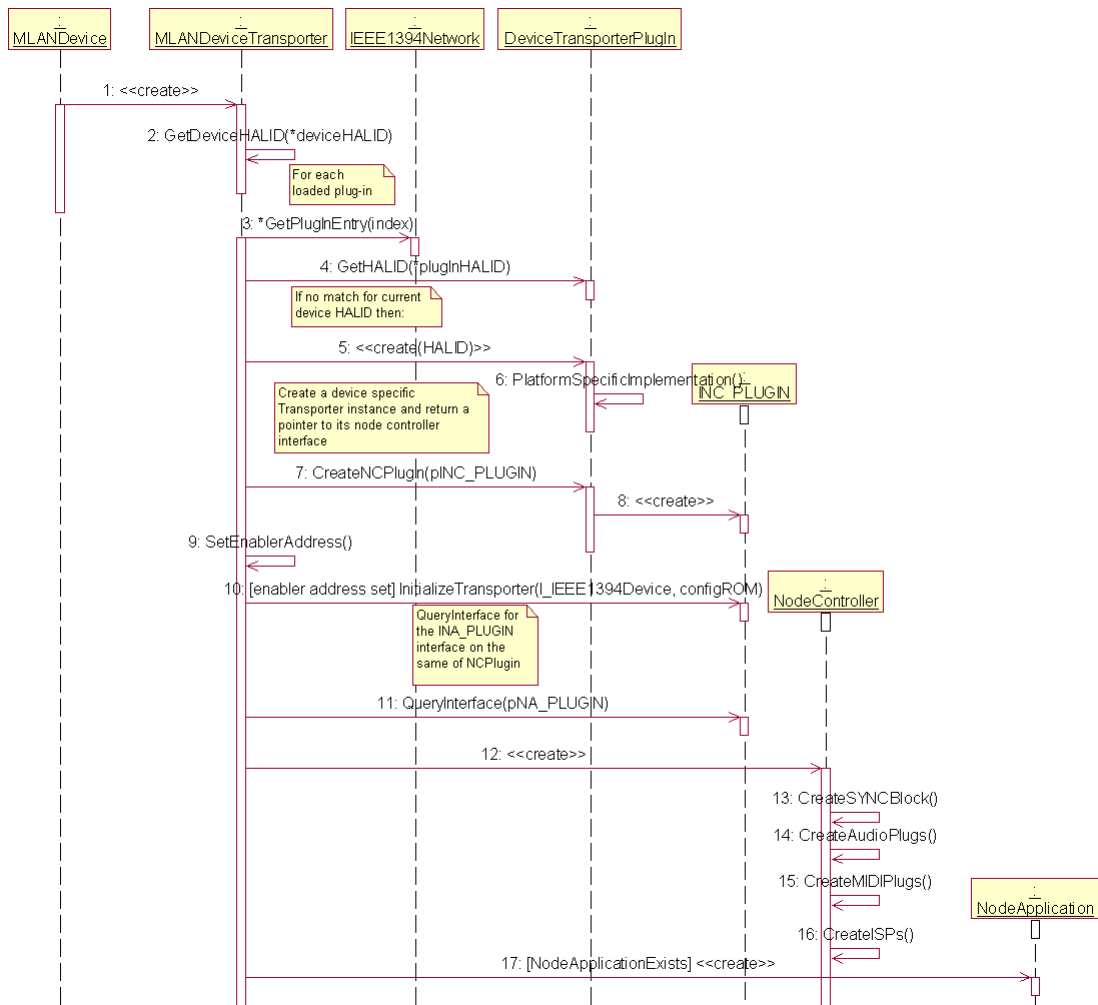 :
MLANDevice
:
MLANDeviceTransporter
:
IEEE1394Network
:
DeviceTransporterPlugIn
1: <<create>>
2: GetDeviceHALID(*deviceHALID)
For each
loaded plug-in
3: *GetPlugInEntry(index)
4: GetHALID(*plugInHALID)
If no match for current
device HALID then:
5: <<create(HALID)>>
6: PlatformSpecificImplementation()
:
INC_PLUGIN
Create a device specific
Transporter instance and return a
pointer to its node controller
interface
7: CreateNCPlugin(pINC_PLUGIN)
8: <<create>>
9: SetEnablerAddress()
10: [enabler address set] InitializeTransporter(I_IEEE1394Device, configROM)
:
NodeController
QueryInterface for
the INA_PLUGIN
interface on the
same of NCPlugin
11: QueryInterface(pNA_PLUGIN)
12: <<create>>
13: CreateSYNCBlock()
14: CreateAudioPlugs()
15: CreateMIDIPlugs()
:
NodeApplication
16: CreateISPs()
17: [NodeApplicationExists] <<create>>